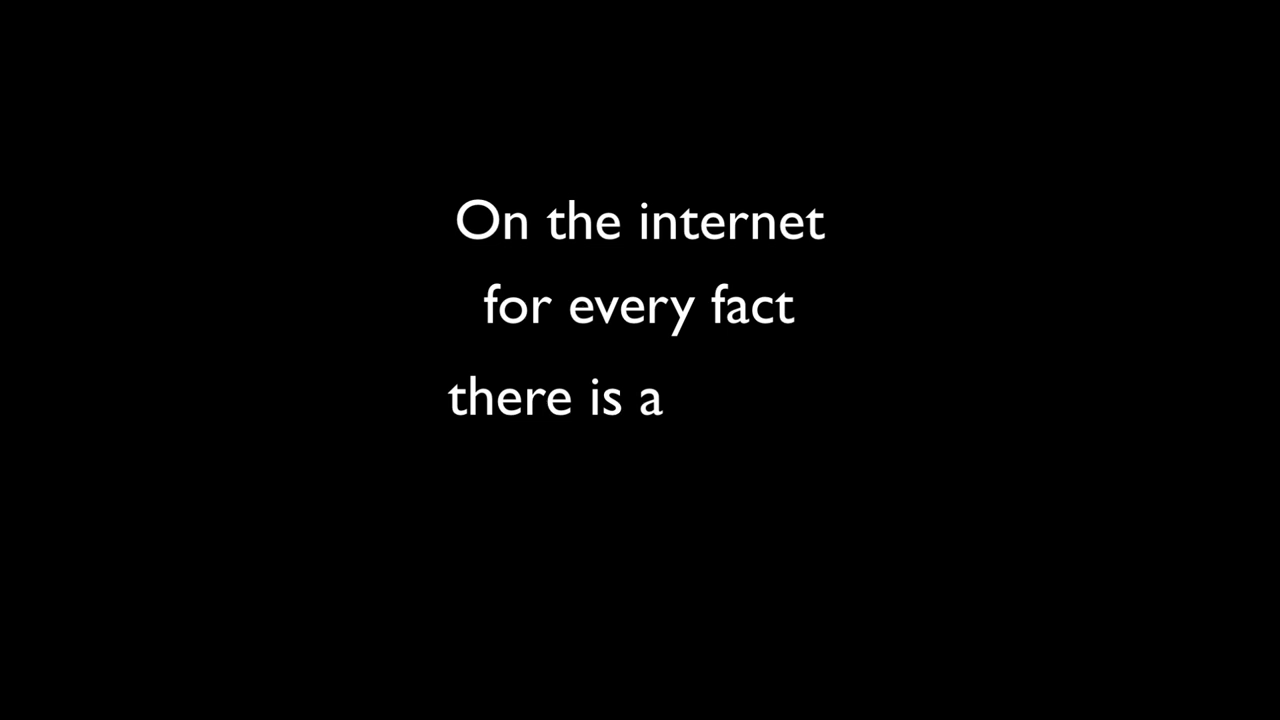 On the internet
for every fact
there is a